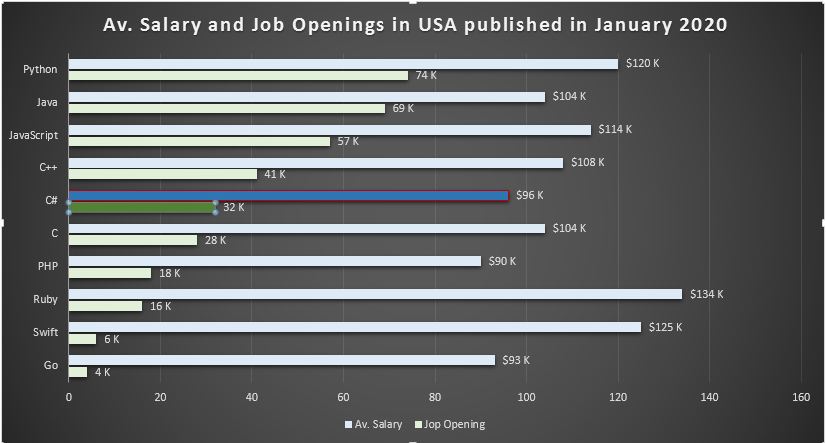 Av. Salary and Job Openings in USA published in January 2020
Python
$120 K
74 K
Java
$104 K
69 K
JavaScript
$114 K
57 K
C++
$108 K
41 K
C#
$96 K
32 K
C
$104 K
28 K
PHP
$90 K
18 K
Ruby
$134 K
16 K
Swift
$125 K
6 K
Go
$93 K
4 K
0 20 40 60 80 100 120 140 160
Av. Salary Jop Opening